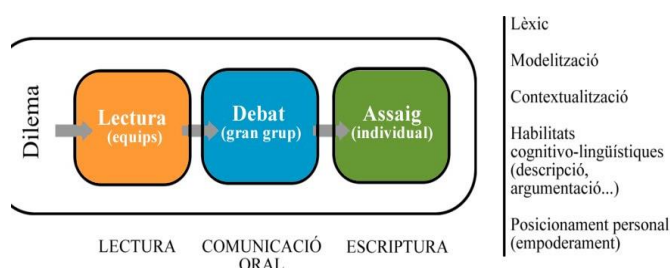 Dilema
Lectura
(equips)
Debat
(gran grup)
Assaig
(individual)
LECTURA
COMUNICACIÓ
ORAL
ESCRIPTURA
Lèxic
Modelització
Contextualització
Habilitats
cognitivo-lingüístiques
(descripció,
argumentació...)
Posicionament personal
(empoderament)